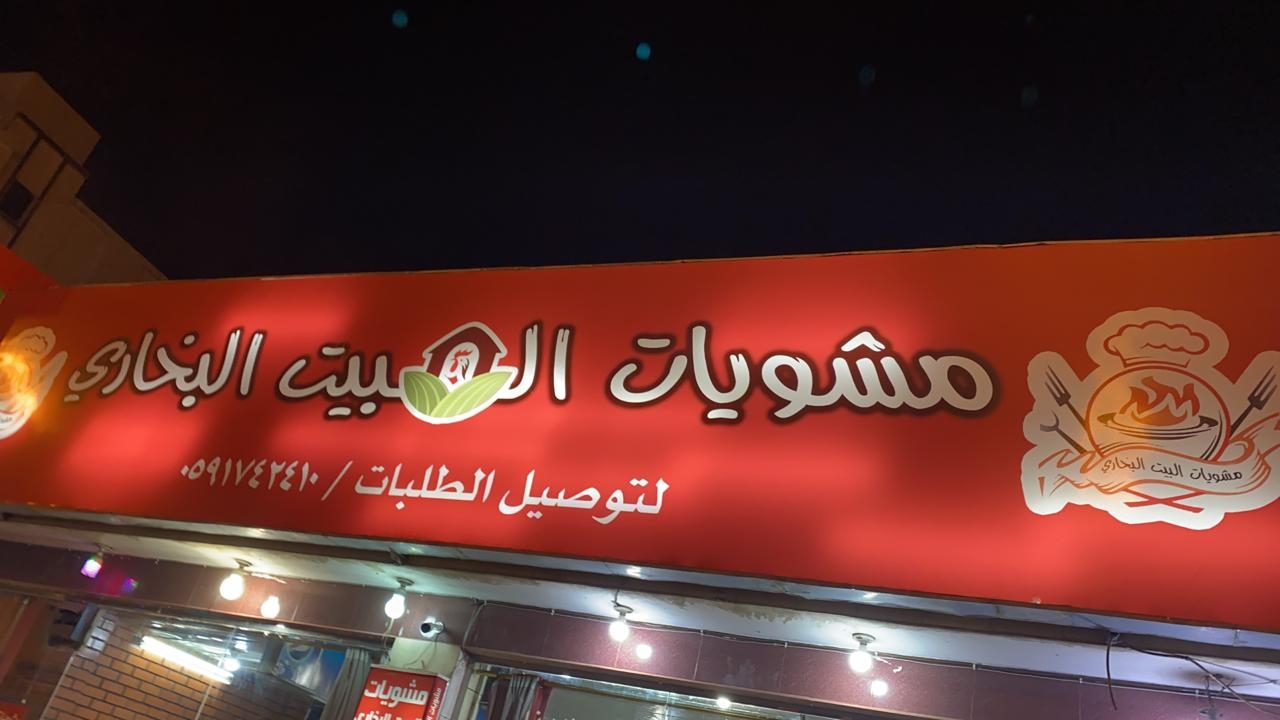 مشويات البيت البخاري
لتوصيل الطلبات / ٠٥٩١٧٤٢٤١٠
مشويات البيت البخاري
مشويات